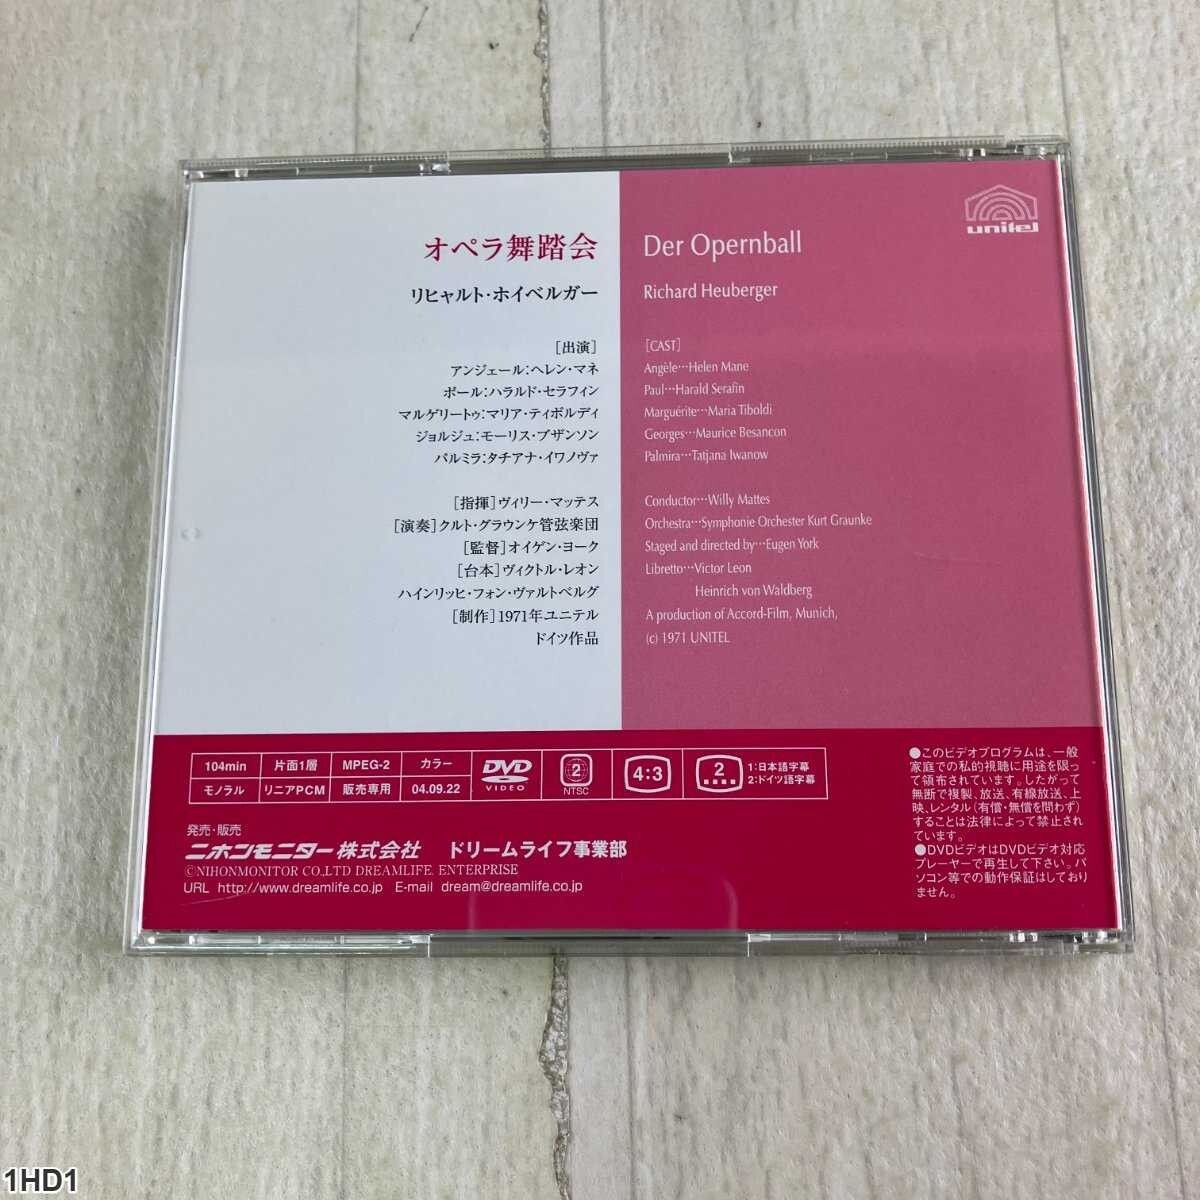 オペラ舞踏会
リヒャルト・ホイベルガー
[出演]
アンジェール:ヘレン・マネ
ポール:ハラルド・セラフィン
マルゲリートゥ:マリア・ティボルディ
ジョルジュ:モーリス・ブザンソン
パルミラ:タチアナ・イワノヴァ
[指揮]ヴィリー・マッテス
[演奏]クルト・グラウンケ管弦楽団
[監督]オイゲン・ヨーク
[台本]ヴィクトル・レオン
ハインリッヒ・フォン・ヴァルトベルグ
[制作]1971年ユニテル
ドイツ作品
unitel
Der Opernball
Richard Heuberger
[CAST]
Angèle…Helen Mane
Paul…Harald Serafin
Marguérite…Maria Tiboldi
Georges…Maurice Besancon
Palmira…Tatjana Iwanow
Conductor…Willy Mattes
Orchestra…Symphonie Orchester Kurt Graunke
Staged and directed by…Eugen York
Libretto…Victor Leon
Heinrich von Waldberg
A production of Accord-Film, Munich,
(c) 1971 UNITEL
104min 片面1層 MPEG-2 カラー
モノラル リニアPCM 販売専用 04.09.22
DVD
VIDEO
2
NTSC
4:3
2
1:日本語字幕
2:ドイツ語字幕
発売・販売
ニホンモニター株式会社 ドリームライフ事業部
©NIHONMONITOR CO.,LTD DREAMLIFE. ENTERPRISE
URL http://www.dreamlife.co.jp E-mail dream@dreamlife.co.jp
●このビデオプログラムは、一般
家庭での私的視聴に用途を限っ
て頒布されています。したがって
無断で複製、放送、有線放送、上
映、レンタル(有償・無償を問わず)
することは法律によって禁止され
ています。
●DVDビデオはDVDビデオ対応
プレーヤーで再生して下さい。パ
ソコン等での動作保証はしており
ません。
1HD1